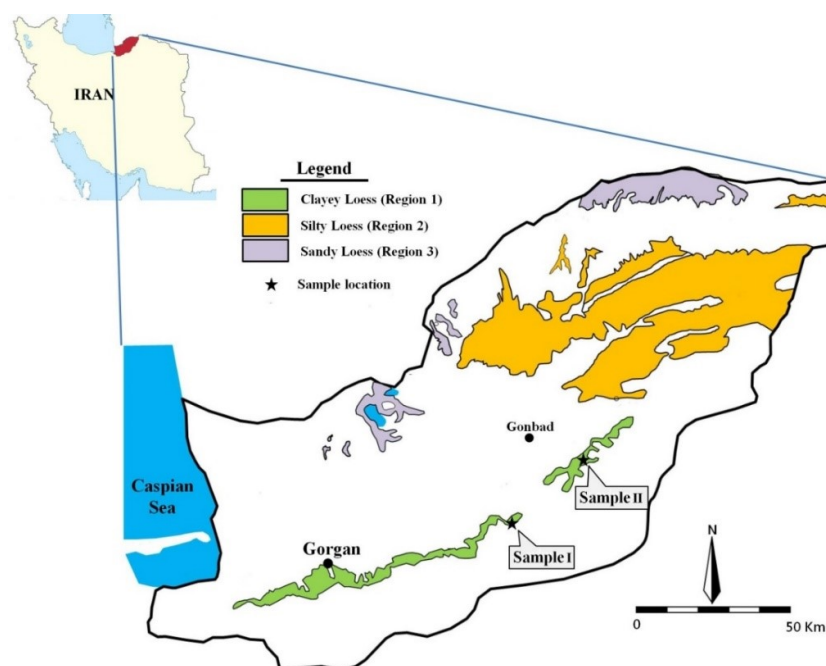 IRAN
Legend
Clayey Loess (Region 1)
Silty Loess (Region 2)
Sandy Loess (Region 3)
Sample location
Gonbad
Caspian
Sea
Sample II
Sample I
Gorgan
N
0 50 Km